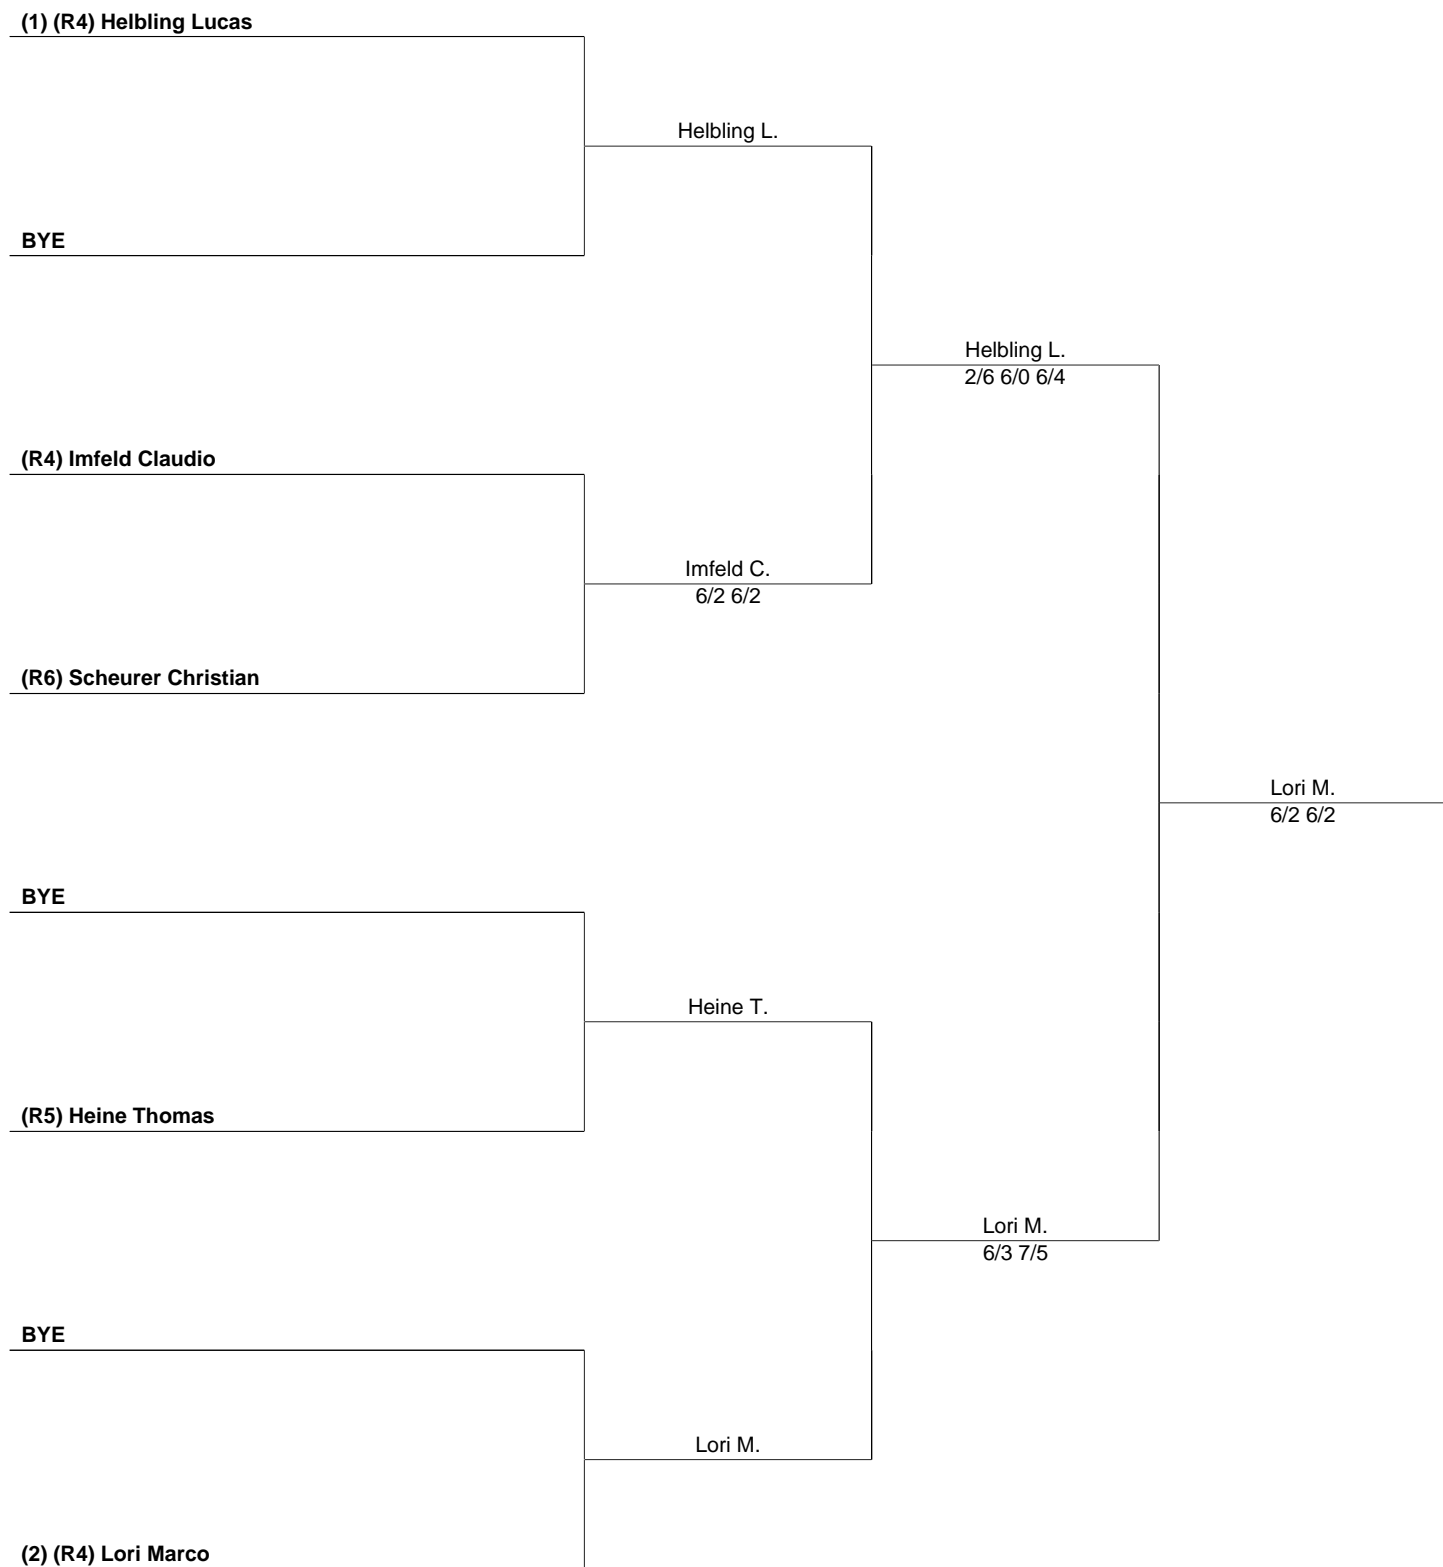 (1) (R4) Helbling Lucas
Helbling L.
BYE
Helbling L.
2/6 6/0 6/4
(R4) Imfeld Claudio
Imfeld C.
6/2 6/2
(R6) Scheurer Christian
Lori M.
6/2 6/2
BYE
Heine T.
(R5) Heine Thomas
Lori M.
6/3 7/5
BYE
Lori M.
(2) (R4) Lori Marco